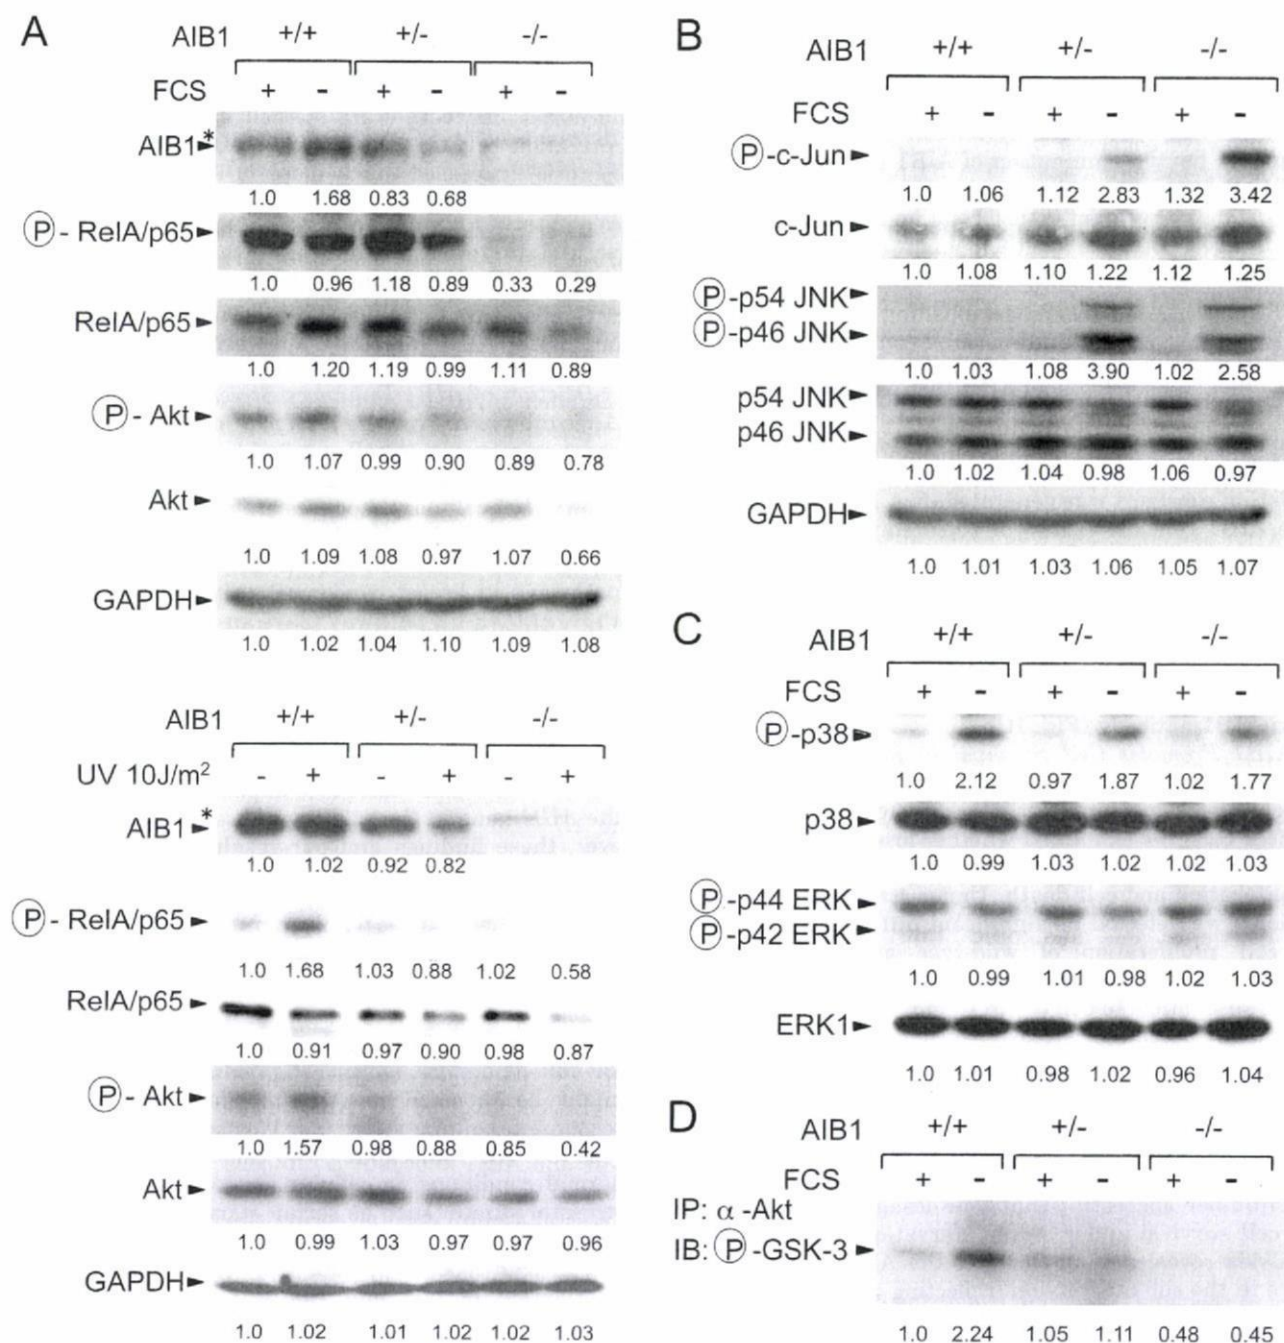 A
AIB1 +/+ +/- -/-
FCS + - + - + -
AIB1 *
1.0 1.68 0.83 0.68
P - RelA/p65
1.0 0.96 1.18 0.89 0.33 0.29
RelA/p65
1.0 1.20 1.19 0.99 1.11 0.89
P - Akt
1.0 1.07 0.99 0.90 0.89 0.78
Akt
1.0 1.09 1.08 0.97 1.07 0.66
GAPDH
1.0 1.02 1.04 1.10 1.09 1.08
AIB1 +/+ +/- -/-
UV 10J/m² - + - + - +
AIB1 *
1.0 1.02 0.92 0.82
P - RelA/p65
1.0 1.68 1.03 0.88 1.02 0.58
RelA/p65
1.0 0.91 0.97 0.90 0.98 0.87
P - Akt
1.0 1.57 0.98 0.88 0.85 0.42
Akt
1.0 0.99 1.03 0.97 0.97 0.96
GAPDH
1.0 1.02 1.01 1.02 1.02 1.03
B
AIB1 +/+ +/- -/-
FCS + - + - + -
P -c-Jun
1.0 1.06 1.12 2.83 1.32 3.42
c-Jun
1.0 1.08 1.10 1.22 1.12 1.25
P -p54 JNK
P -p46 JNK
1.0 1.03 1.08 3.90 1.02 2.58
p54 JNK
p46 JNK
1.0 1.02 1.04 0.98 1.06 0.97
GAPDH
1.0 1.01 1.03 1.06 1.05 1.07
C
AIB1 +/+ +/- -/-
FCS + - + - + -
P -p38
1.0 2.12 0.97 1.87 1.02 1.77
p38
1.0 0.99 1.03 1.02 1.02 1.03
P -p44 ERK
P -p42 ERK
1.0 0.99 1.01 0.98 1.02 1.03
ERK1
1.0 1.01 0.98 1.02 0.96 1.04
D
AIB1 +/+ +/- -/-
FCS + - + - + -
IP: α -Akt
IB: P -GSK-3
1.0 2.24 1.05 1.11 0.48 0.45